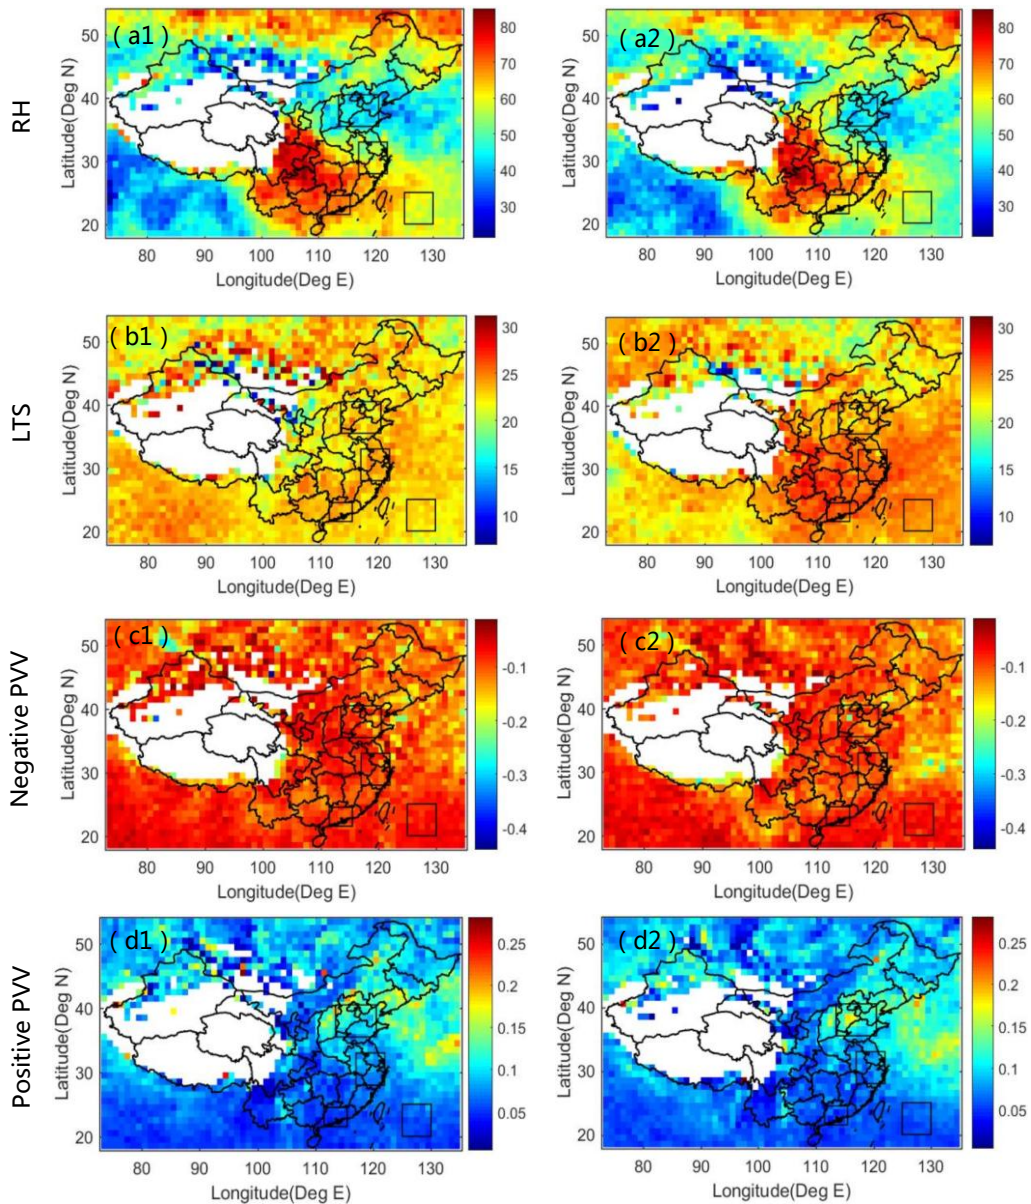 RH
Latitude(Deg N)
50
40
30
20
( a1 )
80
70
60
50
40
30
80 90 100 110 120 130
Longitude(Deg E)
Latitude(Deg N)
50
40
30
20
( a2 )
80
70
60
50
40
30
80 90 100 110 120 130
Longitude(Deg E)
LTS
Latitude(Deg N)
50
40
30
20
( b1 )
30
25
20
15
10
80 90 100 110 120 130
Longitude(Deg E)
Latitude(Deg N)
50
40
30
20
( b2 )
30
25
20
15
10
80 90 100 110 120 130
Longitude(Deg E)
Negative PVV
Latitude(Deg N)
50
40
30
20
( c1 )
-0.1
-0.2
-0.3
-0.4
80 90 100 110 120 130
Longitude(Deg E)
Latitude(Deg N)
50
40
30
20
( c2 )
-0.1
-0.2
-0.3
-0.4
80 90 100 110 120 130
Longitude(Deg E)
Positive PVV
Latitude(Deg N)
50
40
30
20
( d1 )
0.25
0.2
0.15
0.1
0.05
80 90 100 110 120 130
Longitude(Deg E)
Latitude(Deg N)
50
40
30
20
( d2 )
0.25
0.2
0.15
0.1
0.05
80 90 100 110 120 130
Longitude(Deg E)